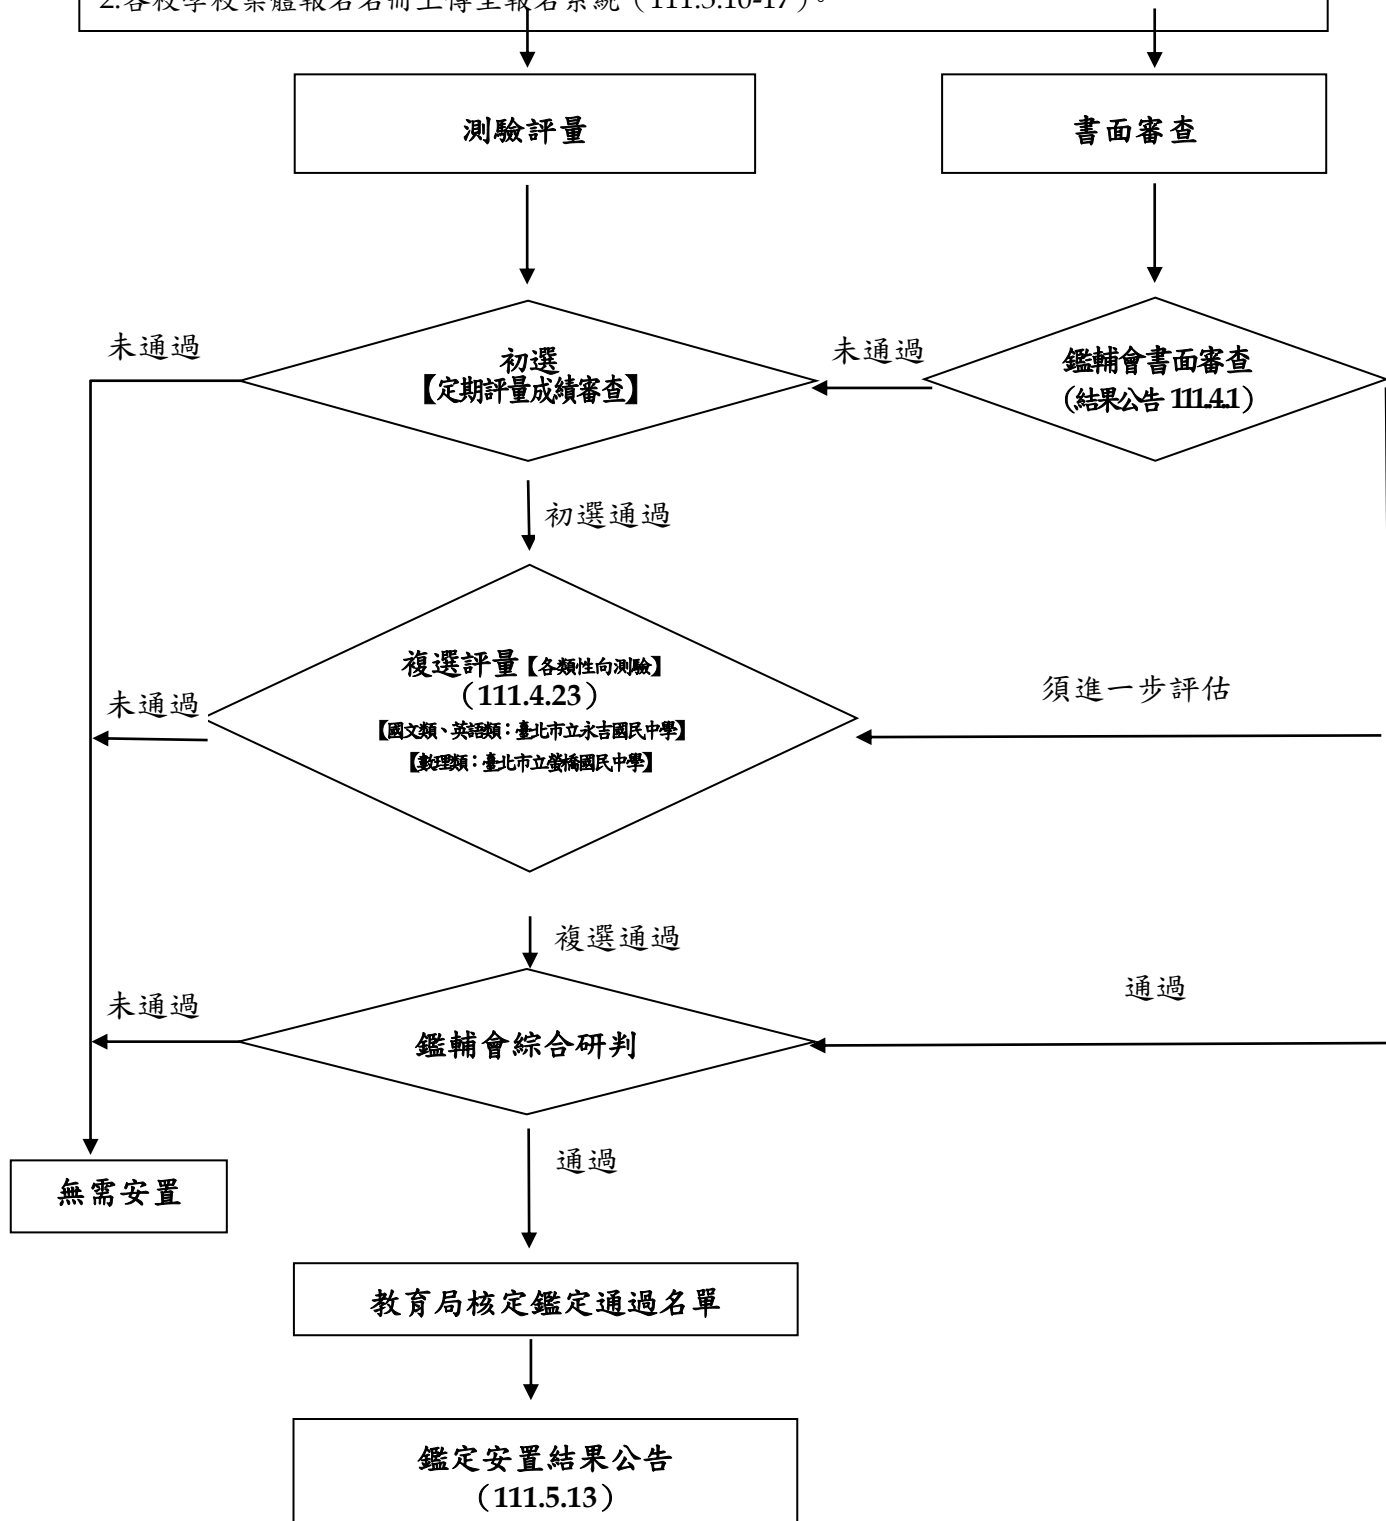 2.各校學校集體報名名冊上傳至報名系統（111.3.16-17）。
測驗評量
書面審查
未通過
初選
【定期評量成績審查】
未通過
鑑輔會書面審查
(結果公告 111.4.1)
初選通過
複選評量【各類性向測驗】
（111.4.23）
【國文類、英語類：臺北市立永吉國民中學】
【數理類：臺北市立螢橋國民中學】
未通過
須進一步評估
複選通過
未通過
鑑輔會綜合研判
通過
通過
無需安置
教育局核定鑑定通過名單
鑑定安置結果公告
（111.5.13）